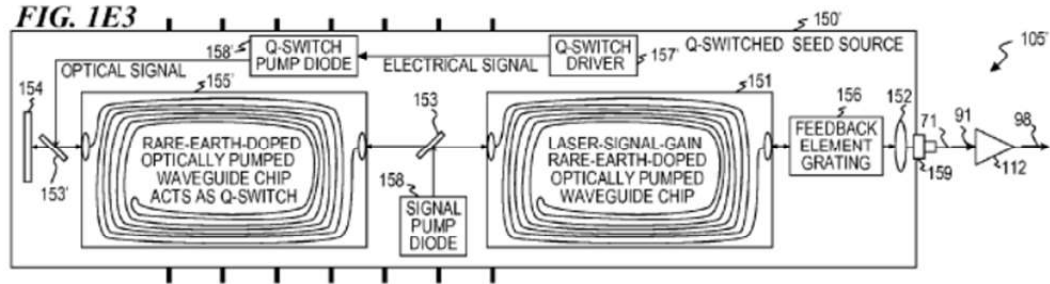 FIG. 1E3
150'
105'
158'
Q-SWITCH
PUMP DIODE
Q-SWITCH
DRIVER
157'
Q-SWITCHED SEED SOURCE
OPTICAL SIGNAL
ELECTRICAL SIGNAL
154
155'
153
151
156
152
71
91
98
RARE-EARTH-DOPED
OPTICALLY PUMPED
WAVEGUIDE CHIP
ACTS AS Q-SWITCH
LASER-SIGNAL-GAIN
RARE-EARTH-DOPED
OPTICALLY PUMPED
WAVEGUIDE CHIP
FEEDBACK
ELEMENT
GRATING
153'
158
SIGNAL
PUMP
DIODE
159
112